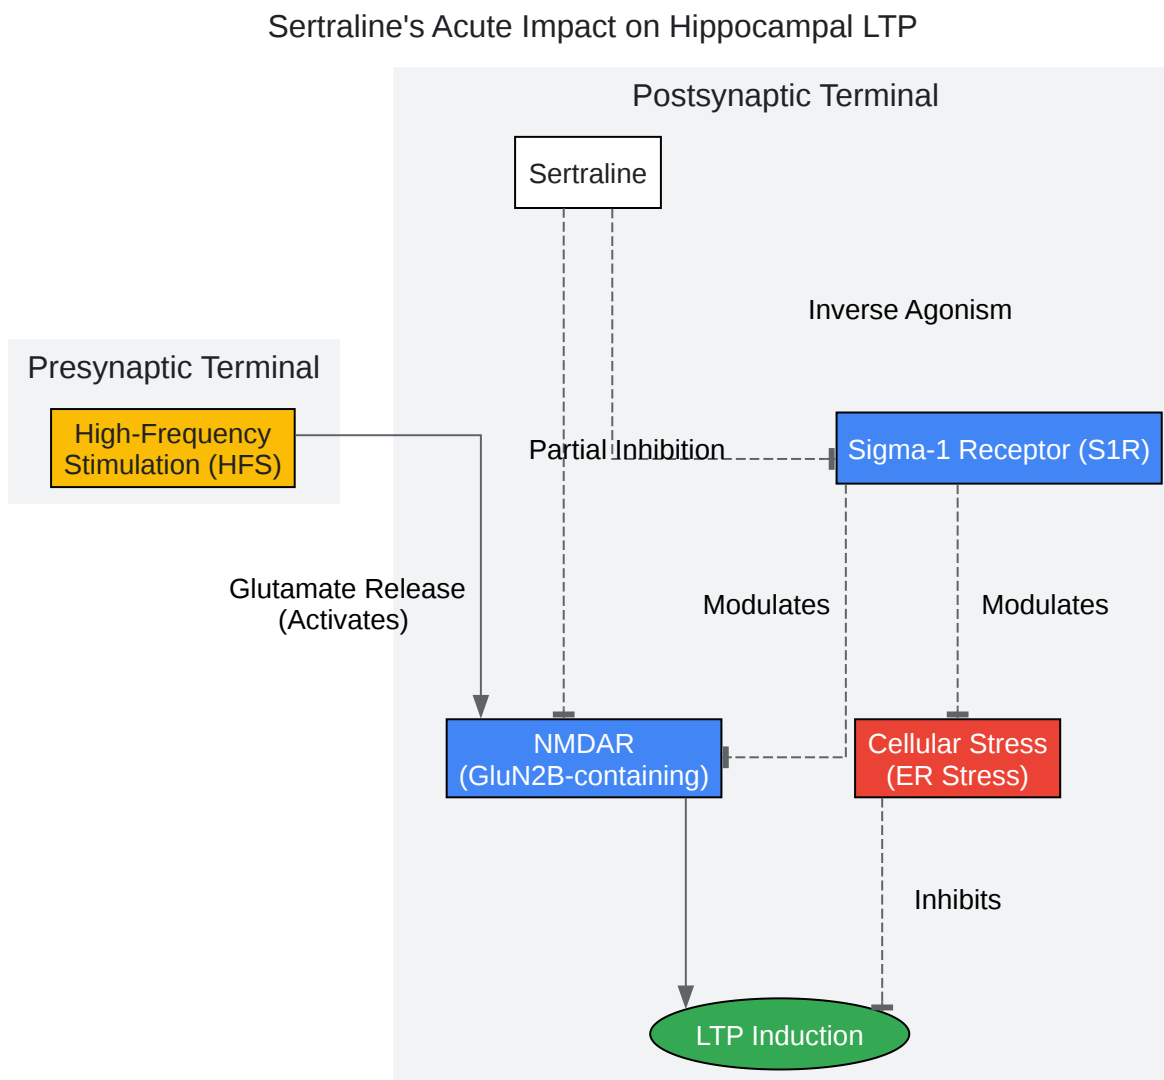 Sertraline's Acute Impact on Hippocampal LTP
Postsynaptic Terminal
Sertraline
Inverse Agonism
Presynaptic Terminal
High-Frequency
Stimulation (HFS)
Partial Inhibition
Sigma-1 Receptor (S1R)
Glutamate Release
(Activates)
Modulates
Modulates
NMDAR
(GluN2B-containing)
Cellular Stress
(ER Stress)
Inhibits
LTP Induction